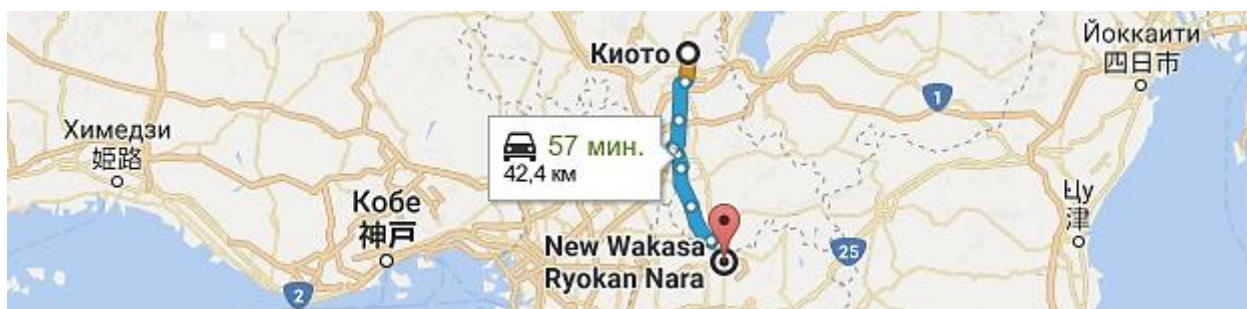 Киото
Йоккаити
四日市
1
Химедзи
姫路
57 мин.
42,4 км
Кобе
神戸
Цу
津
New Wakasa
Ryokan Nara
25
2